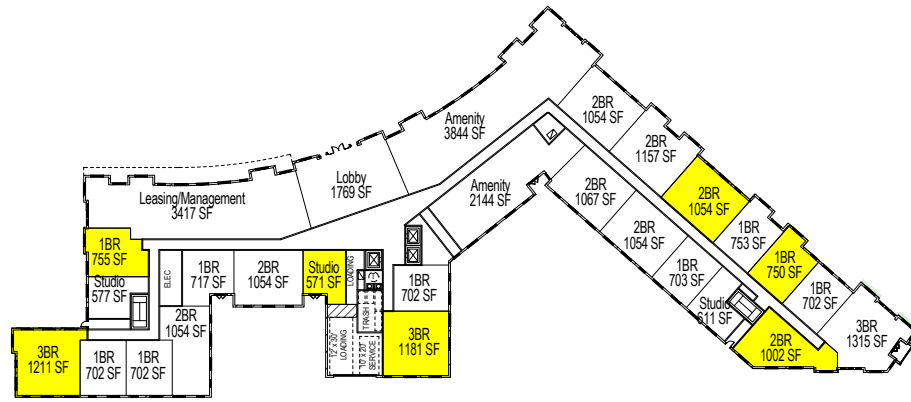 2BR
1054 SF
Amenity
3844 SF
2BR
1157 SF
Lobby
1769 SF
Amenity
2144 SF
2BR
1067 SF
2BR
1054 SF
Leasing/Management
3417 SF
2BR
1054 SF
1BR
753 SF
1BR
755 SF
1BR
750 SF
Studio
577 SF
ELEC
1BR
717 SF
2BR
1054 SF
Studio
571 SF
LOADING
1BR
702 SF
1BR
703 SF
Studio
611 SF
1BR
702 SF
2BR
1054 SF
TRASH
12' x 30'
LOADING
10' x 20'
SERVICE
3BR
1181 SF
2BR
1002 SF
3BR
1315 SF
3BR
1211 SF
1BR
702 SF
1BR
702 SF